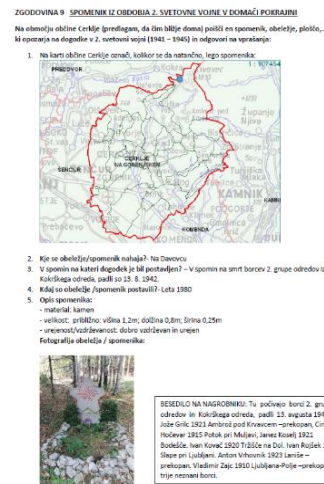 ZGODOVINA 9 SPOMENIK IZ OBDOBJA 2. SVETOVNE VOJNE V DOMAČI POKRAJINI
Na območju občine Cerklje (predlagam, da čim bližje doma) poišči en spomenik, obeležje, ploščo,..
ki opozarja na dogodke v 2. svetovni vojni (1941 – 1945) in odgovori na vprašanja:
1. Na karti občine Cerklje označi, kolikor se da natančno, lego spomenika:
1: 107454
PREDDVOR
CERKLJE
NA GORENJSKEM
ŠENČUR
KAMNIK
KOMENDA
2. Kje se obeležje/spomenik nahaja?- Na Davovcu
3. V spomin na kateri dogodek je bil postavljen? – V spomin na smrt borcev 2. grupe odredov
Kokrškega odreda, padli so 13. 8. 1942.
4. Kdaj so obeležje /spomenik postavili?- Leta 1980
5. Opis spomenika:
- material: kamen
- velikost: približno: višina 1,2m; dolžina 0,8m; širina 0,25m
- urejenost/vzdrževanost: dobro vzdrževan in urejen
Fotografija obeležja / spomenika:
BESEDILO NA NAGROBNIKU: Tu počivajo borci 2. gru
odredov in Kokrškega odreda, padli 13. avgusta 194
Jože Grilc 1921 Ambrož pod Krvavcem –prekopan,
Hočevar 1915 Potok pri Muljavi, Janez Koselj 1921
Bodešče. Ivan Kovač 1920 Tržišče na Dol. Ivan Rojšek
Slape pri Ljubljani. Anton Vrhovnik 1923 Laniše –
prekopan. Vladimir Zajc 1910 Ljubljana-Polje –prekop
trije neznani borci.